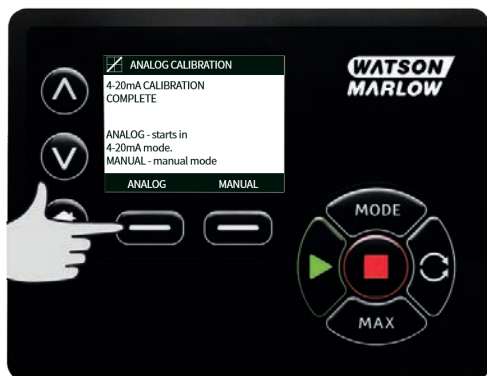 ANALOG CALIBRATION
4-20mA CALIBRATION
COMPLETE
ANALOG - starts in
4-20mA mode.
MANUAL - manual mode
ANALOG MANUAL
WATSON
MARLOW
MODE
MAX